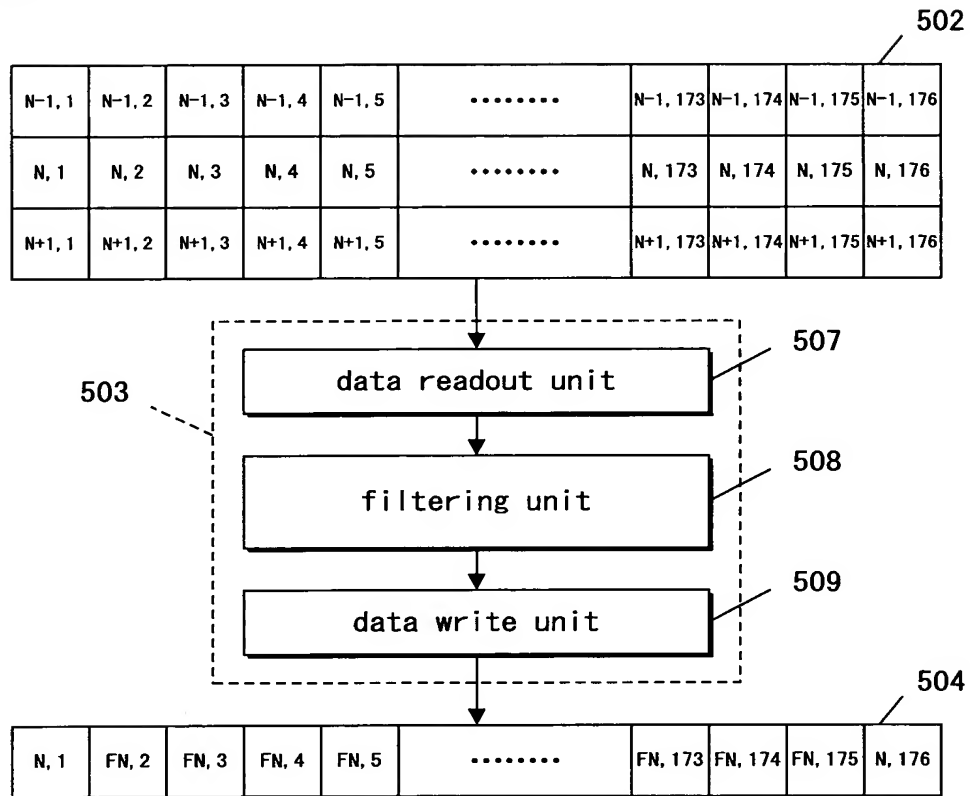 502
N-1, 1 N-1, 2 N-1, 3 N-1, 4 N-1, 5 ........ N-1, 173 N-1, 174 N-1, 175 N-1, 176
N, 1 N, 2 N, 3 N, 4 N, 5 ........ N, 173 N, 174 N, 175 N, 176
N+1, 1 N+1, 2 N+1, 3 N+1, 4 N+1, 5 ........ N+1, 173 N+1, 174 N+1, 175 N+1, 176
507
data readout unit
503
508
filtering unit
509
data write unit
504
N, 1 FN, 2 FN, 3 FN, 4 FN, 5 ........ FN, 173 FN, 174 FN, 175 N, 176